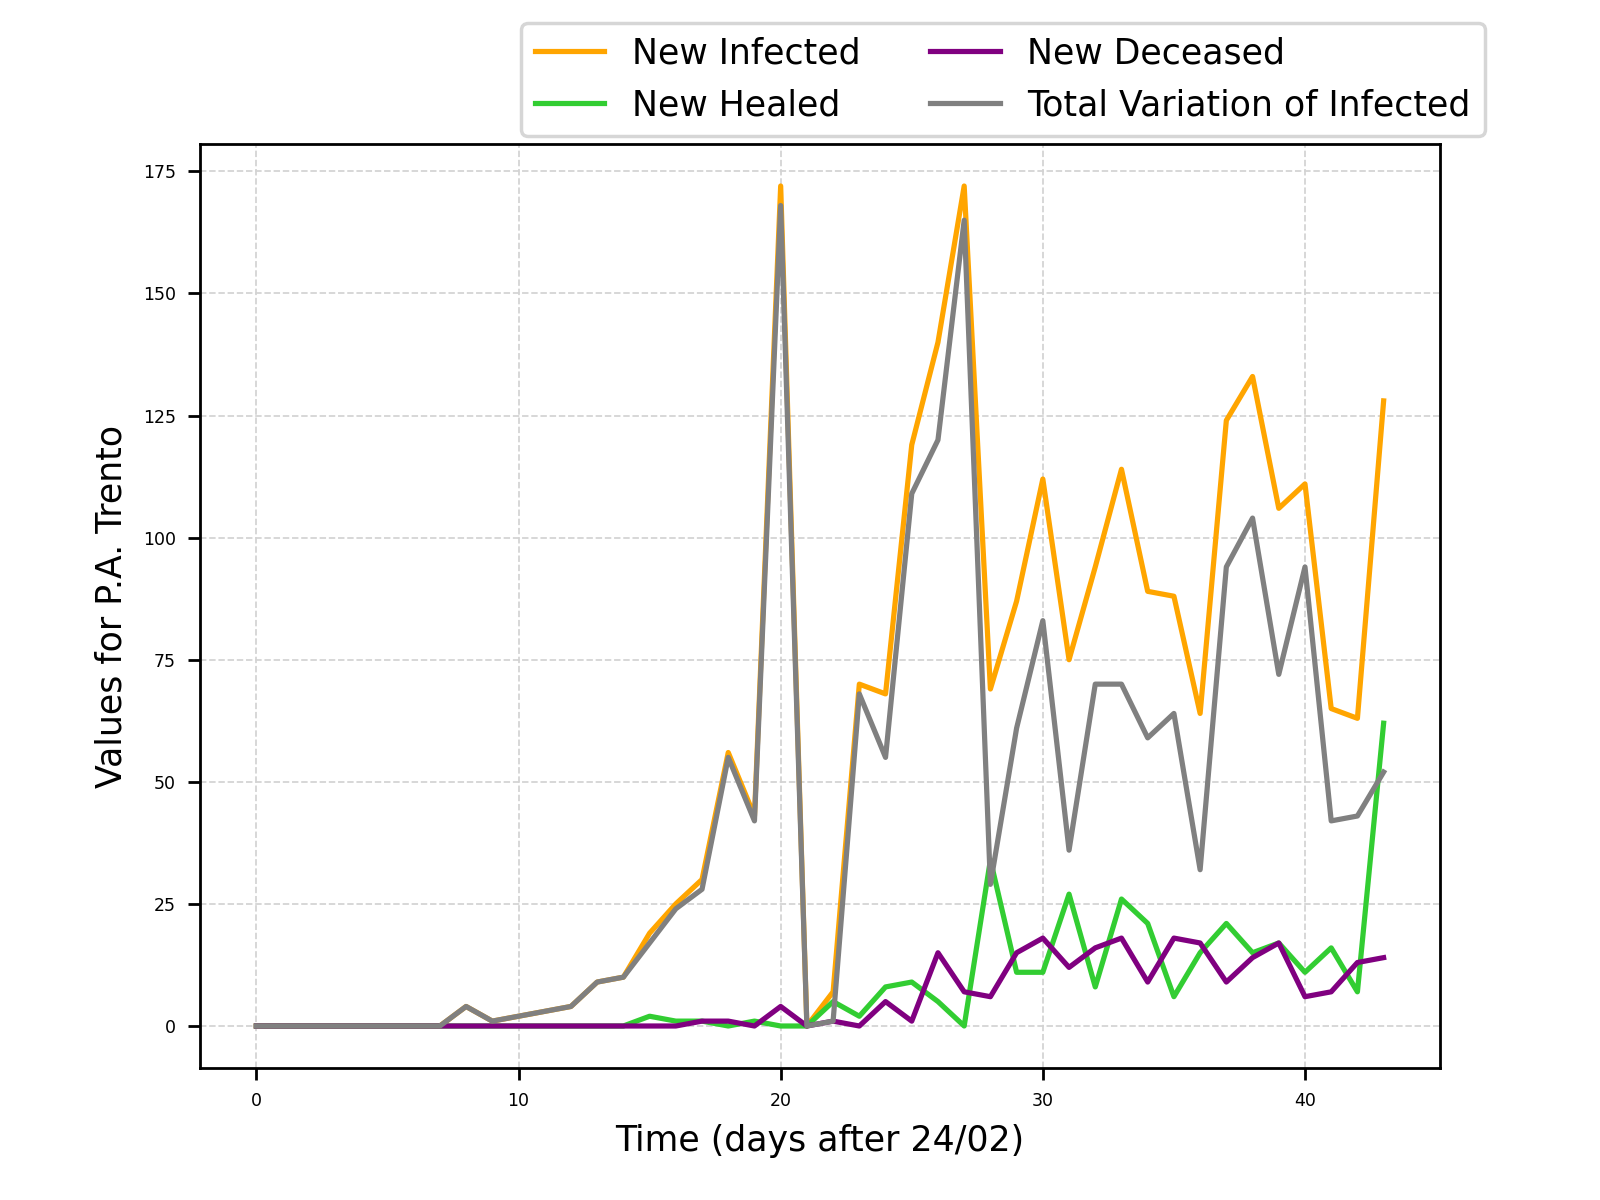 New Infected
New Healed
New Deceased
Total Variation of Infected
175
150
125
100
75
50
25
0
Values for P.A. Trento
0 10 20 30 40
Time (days after 24/02)